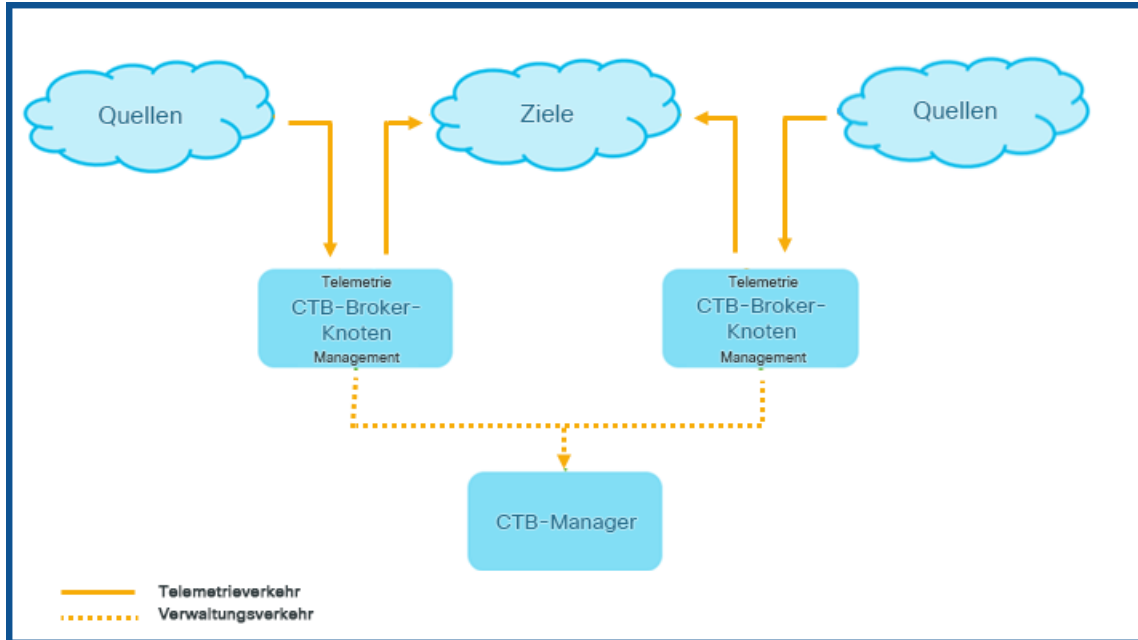 Quellen
Ziele
Quellen
Telemetrie
CTB-Broker-
Knoten
Management
Telemetrie
CTB-Broker-
Knoten
Management
CTB-Manager
Telemetrieverkehr
Verwaltungsverkehr